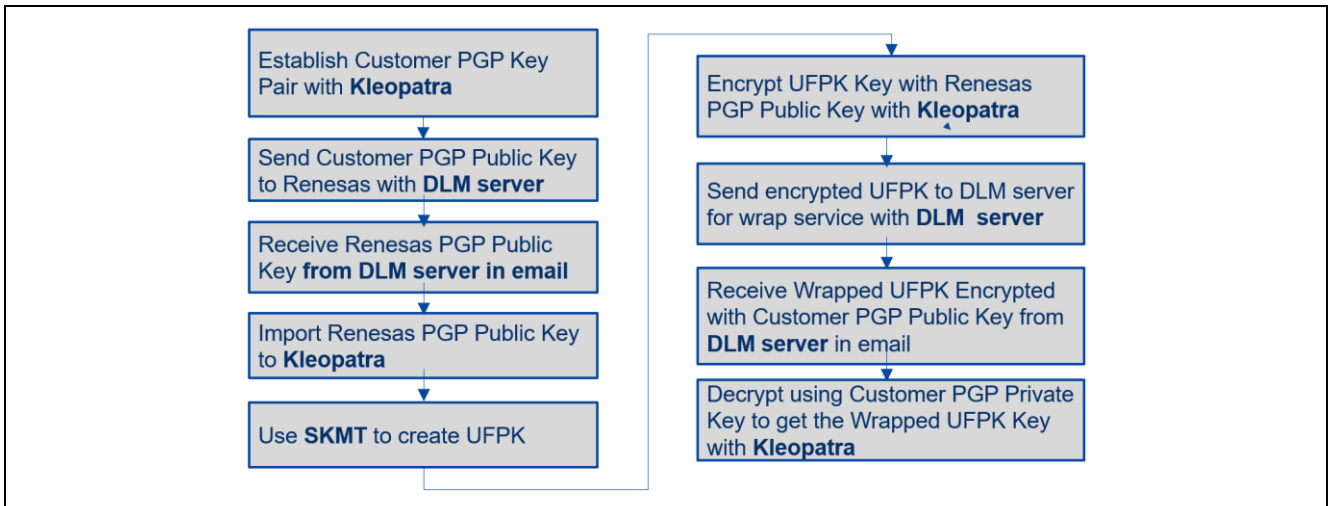 Establish Customer PGP Key
Pair with Kleopatra
Send Customer PGP Public Key
to Renesas with DLM server
Receive Renesas PGP Public
Key from DLM server in email
Import Renesas PGP Public Key
to Kleopatra
Use SKMT to create UFPK
Encrypt UFPK Key with Renesas
PGP Public Key with Kleopatra
Send encrypted UFPK to DLM server
for wrap service with DLM server
Receive Wrapped UFPK Encrypted
with Customer PGP Public Key from
DLM server in email
Decrypt using Customer PGP Private
Key to get the Wrapped UFPK Key
with Kleopatra